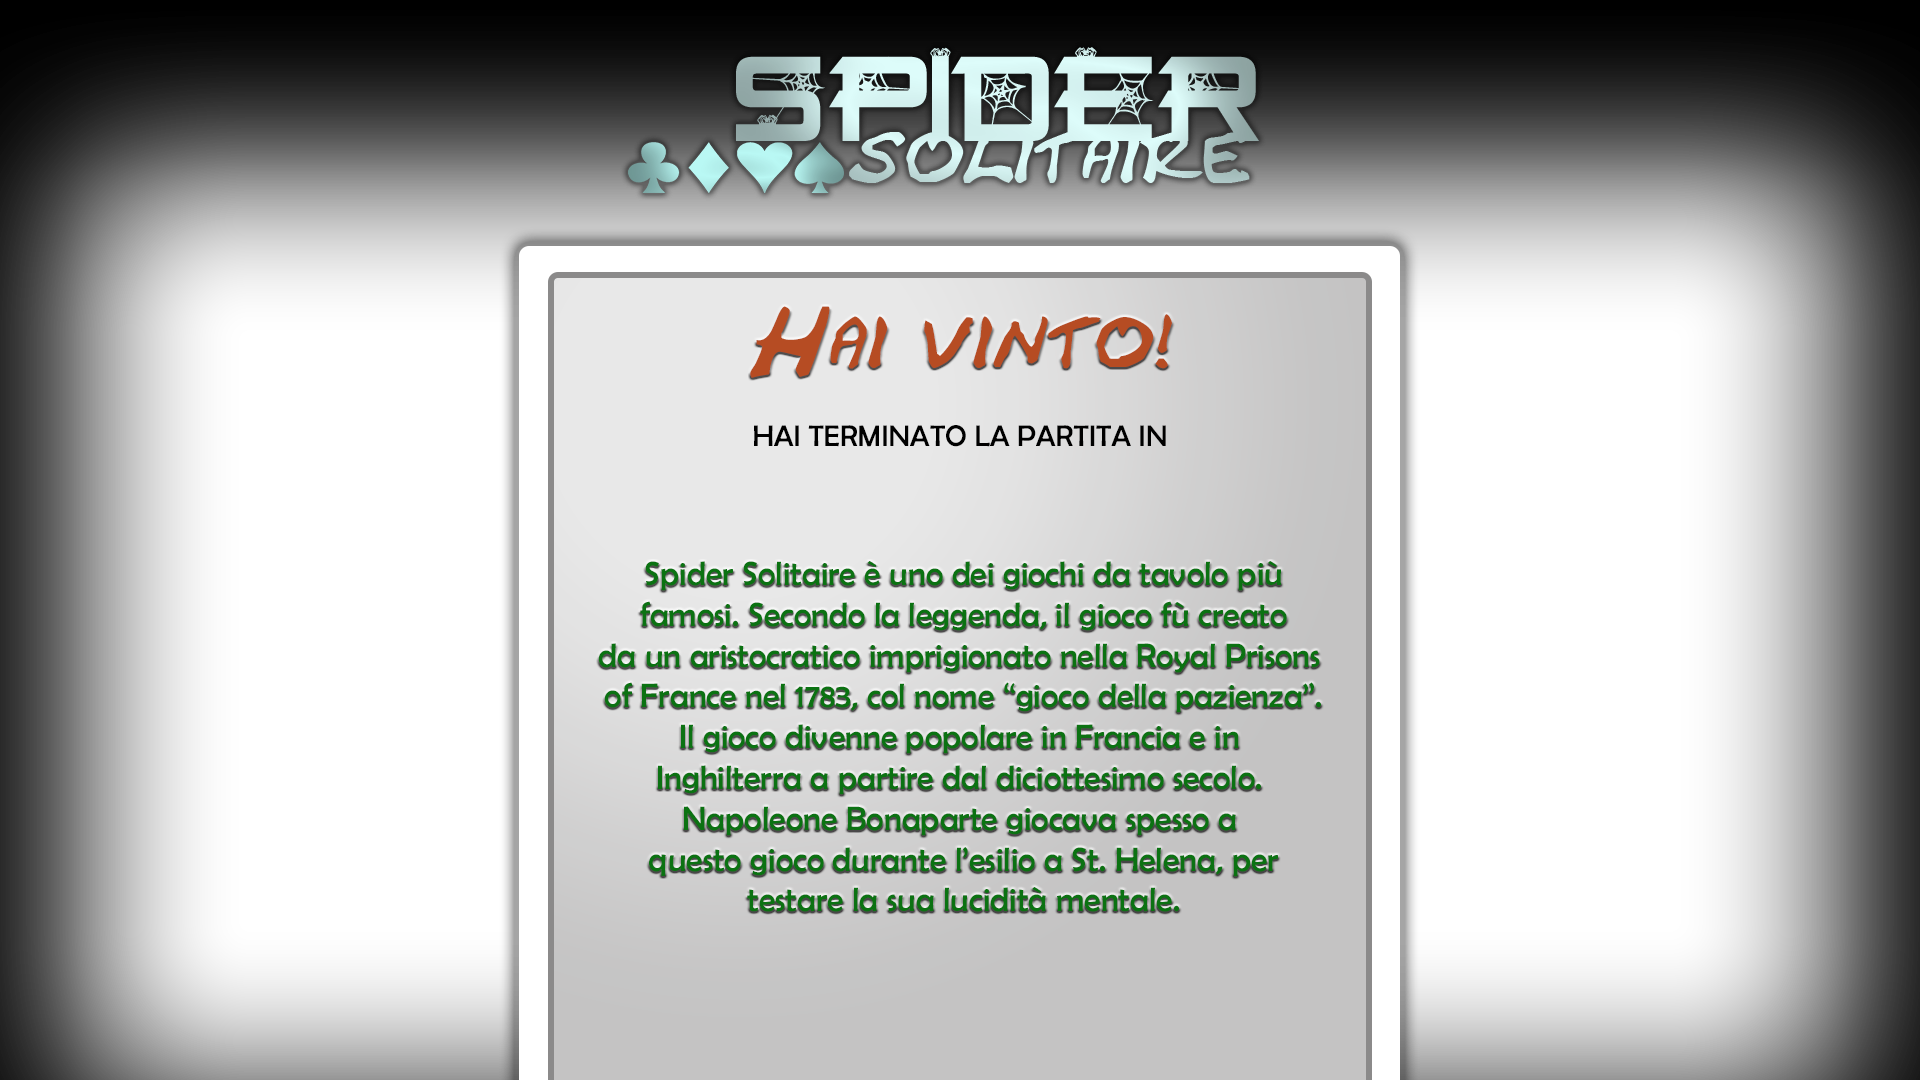 SPIDER
SOLITAIRE
HAI VINTO!
HAI TERMINATO LA PARTITA IN
Spider Solitaire è uno dei giochi da tavolo più
famosi. Secondo la leggenda, il gioco fù creato
da un aristocratico imprigionato nella Royal Prisons
of France nel 1783, col nome “gioco della pazienza”.
Il gioco divenne popolare in Francia e in
Inghilterra a partire dal diciottesimo secolo.
Napoleone Bonaparte giocava spesso a
questo gioco durante l’esilio a St. Helena, per
testare la sua lucidità mentale.